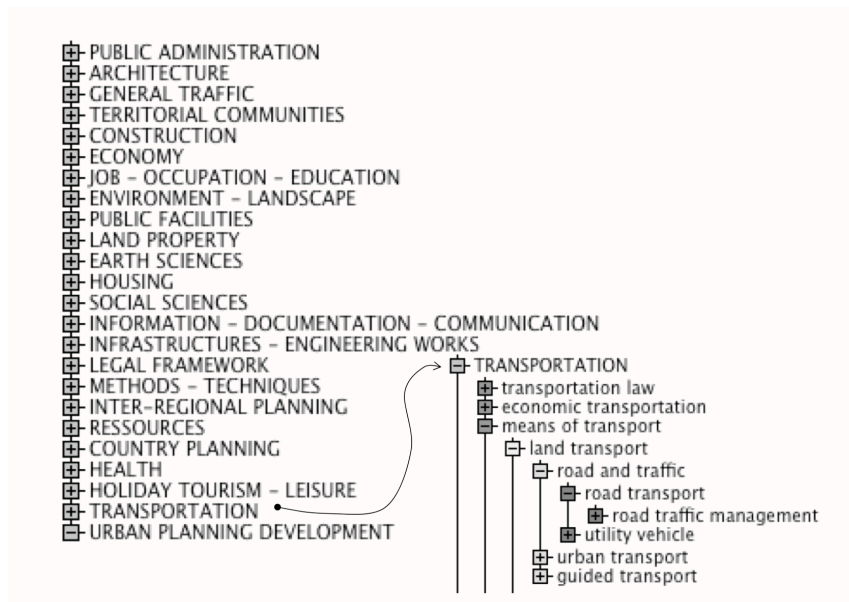 PUBLIC ADMINISTRATION
ARCHITECTURE
GENERAL TRAFFIC
TERRITORIAL COMMUNITIES
CONSTRUCTION
ECONOMY
JOB – OCCUPATION – EDUCATION
ENVIRONMENT – LANDSCAPE
PUBLIC FACILITIES
LAND PROPERTY
EARTH SCIENCES
HOUSING
SOCIAL SCIENCES
INFORMATION – DOCUMENTATION – COMMUNICATION
INFRASTRUCTURES – ENGINEERING WORKS
LEGAL FRAMEWORK
METHODS – TECHNIQUES
INTER-REGIONAL PLANNING
RESSOURCES
COUNTRY PLANNING
HEALTH
HOLIDAY TOURISM – LEISURE
TRANSPORTATION
URBAN PLANNING DEVELOPMENT
TRANSPORTATION
transportation law
economic transportation
means of transport
land transport
road and traffic
road transport
road traffic management
utility vehicle
urban transport
guided transport